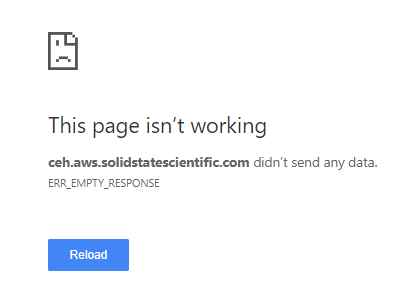 This page isn’t working
ceh.aws.solidstatescientific.com didn’t send any data.
ERR_EMPTY_RESPONSE
Reload